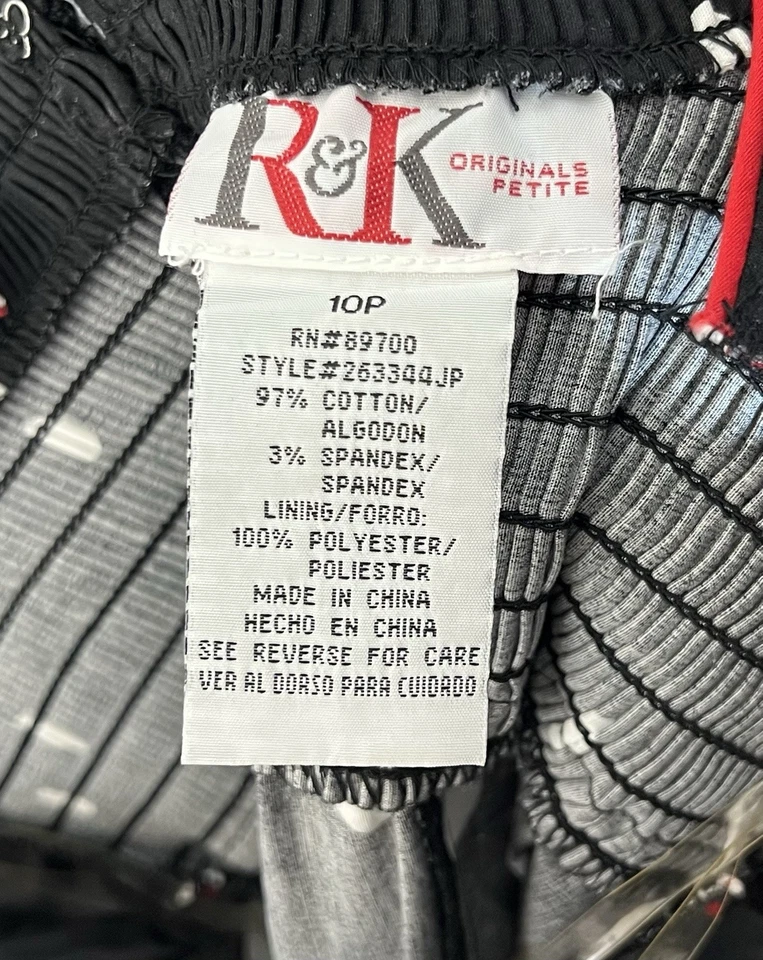 R&K ORIGINALS
PETITE
10P
RN#89700
STYLE#263344JP
97% COTTON/
ALGODON
3% SPANDEX/
SPANDEX
LINING/FORRO:
100% POLYESTER/
POLIESTER
MADE IN CHINA
HECHO EN CHINA
SEE REVERSE FOR CARE
VER AL DORSO PARA CUIDADO